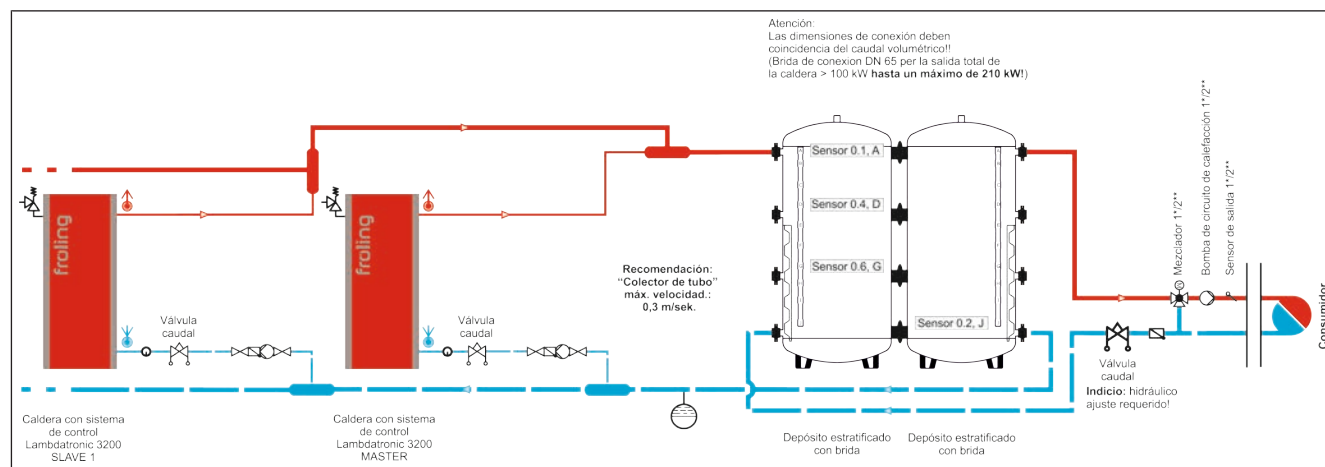 Atención:
Las dimensiones de conexión deben
coincidencia del caudal volumétrico!!
(Brida de conexion DN 65 per la salida total de
la caldera > 100 kW hasta un máximo de 210 kW!)
froling
froling
Sensor 0.1, A
Sensor 0.4, D
Sensor 0.6, G
Sensor 0.2, J
Recomendación:
“Colector de tubo”
máx. velocidad.:
0,3 m/sek.
Mezclador 1*/2**
Bomba de circuito de calefacción 1*/2**
Sensor de salida 1*/2**
Consumidor
Válvula
caudal
Válvula
caudal
Válvula
caudal
Indicio: hidráulico
ajuste requerido!
Caldera con sistema
de control
Lambdatronic 3200
SLAVE 1
Caldera con sistema
de control
Lambdatronic 3200
MASTER
Depósito estratificado
con brida
Depósito estratificado
con brida